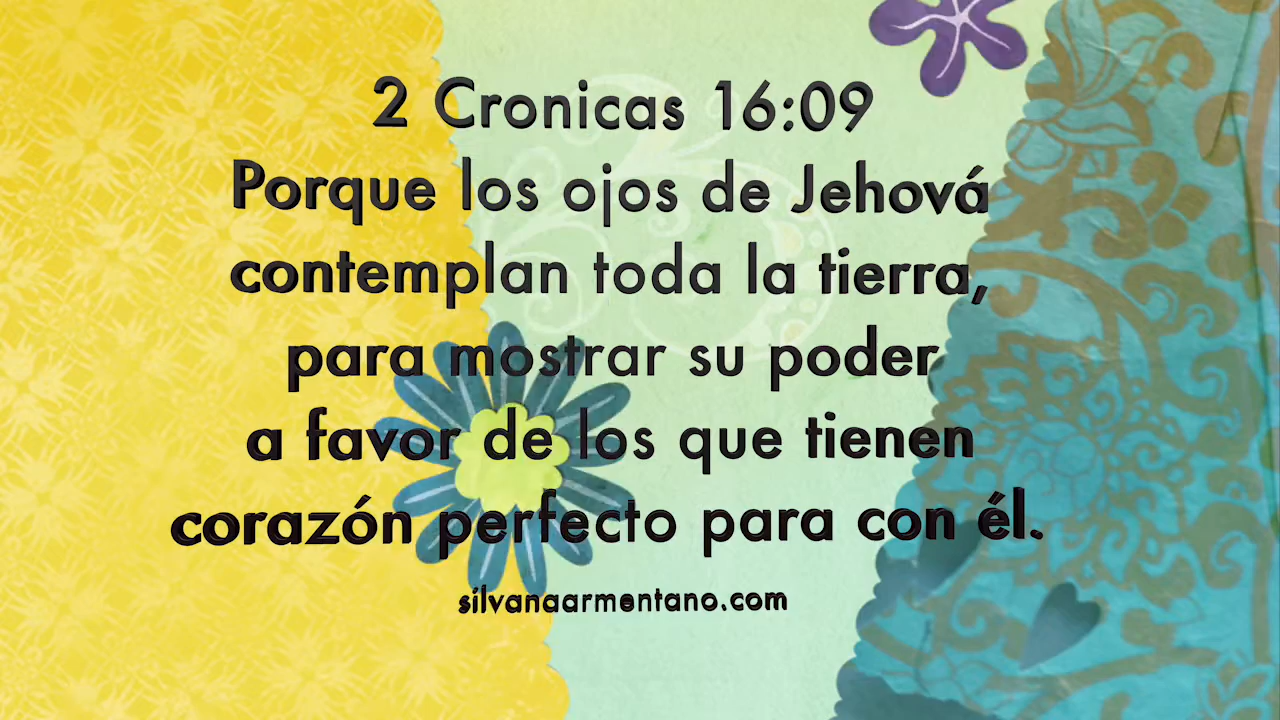 2 Cronicas 16:09
Porque los ojos de Jehová
contemplan toda la tierra,
para mostrar su poder
a favor de los que tienen
corazón perfecto para con él.
silvanaarmentano.com